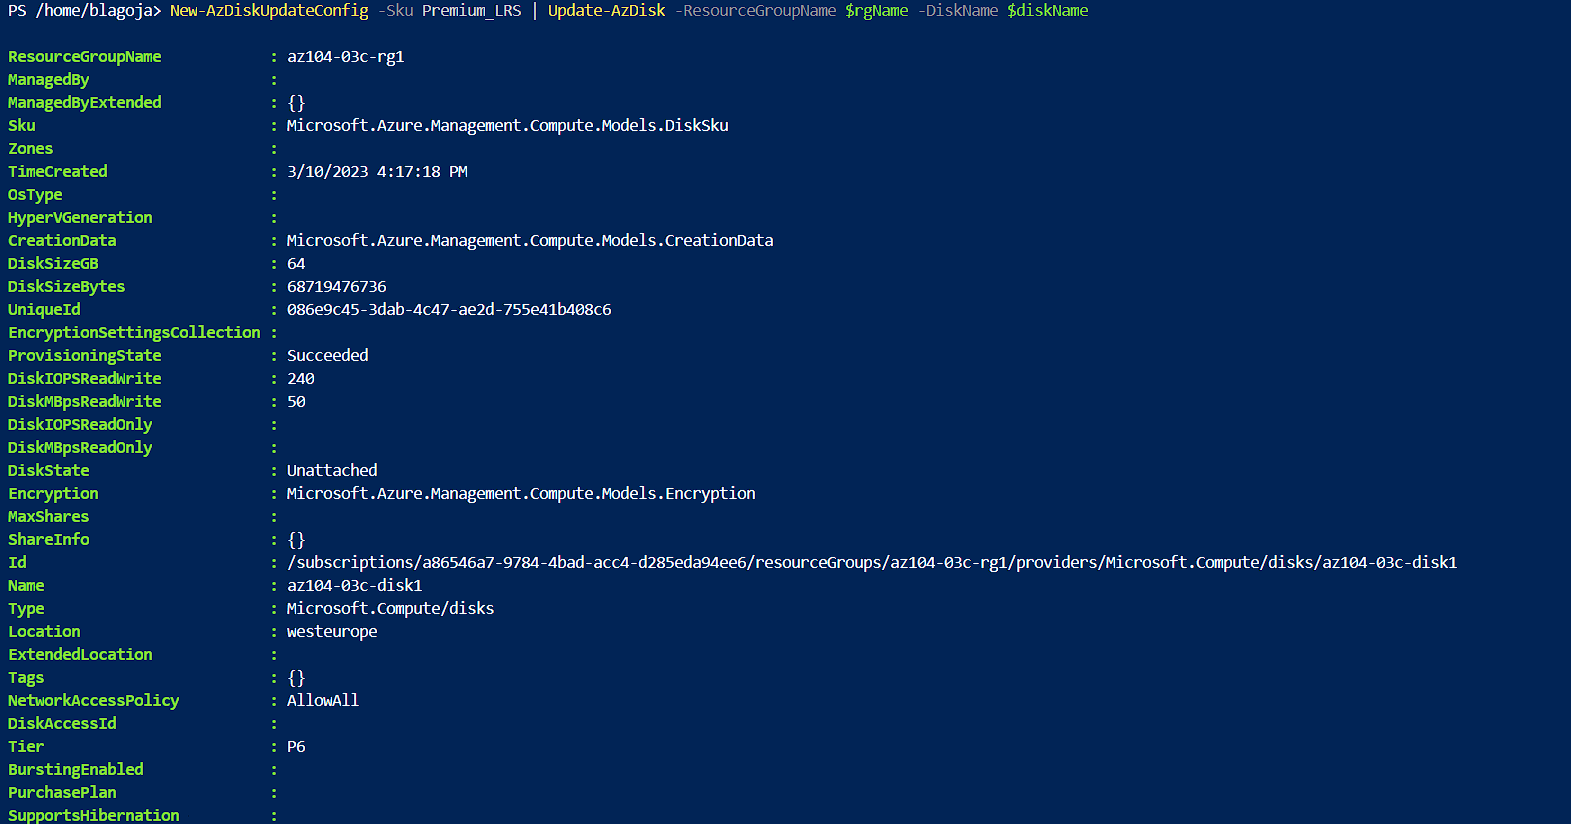 PS /home/blagoja> New-AzDiskUpdateConfig -Sku Premium_LRS | Update-AzDisk -ResourceGroupName $rgName -DiskName $diskName
ResourceGroupName : az104-03c-rg1
ManagedBy :
ManagedByExtended : {}
Sku : Microsoft.Azure.Management.Compute.Models.DiskSku
Zones :
TimeCreated : 3/10/2023 4:17:18 PM
OsType :
HyperVGeneration :
CreationData : Microsoft.Azure.Management.Compute.Models.CreationData
DiskSizeGB : 64
DiskSizeBytes : 68719476736
UniqueId : 086e9c45-3dab-4c47-ae2d-755e41b408c6
EncryptionSettingsCollection :
ProvisioningState : Succeeded
DiskIOPSReadWrite : 240
DiskMBpsReadWrite : 50
DiskIOPSReadOnly :
DiskMBpsReadOnly :
DiskState : Unattached
Encryption : Microsoft.Azure.Management.Compute.Models.Encryption
MaxShares :
ShareInfo : {}
Id : /subscriptions/a86546a7-9784-4bad-acc4-d285eda94ee6/resourceGroups/az104-03c-rg1/providers/Microsoft.Compute/disks/az104-03c-disk1
Name : az104-03c-disk1
Type : Microsoft.Compute/disks
Location : westeurope
ExtendedLocation :
Tags : {}
NetworkAccessPolicy : AllowAll
DiskAccessId :
Tier : P6
BurstingEnabled :
PurchasePlan :
SupportsHibernation :